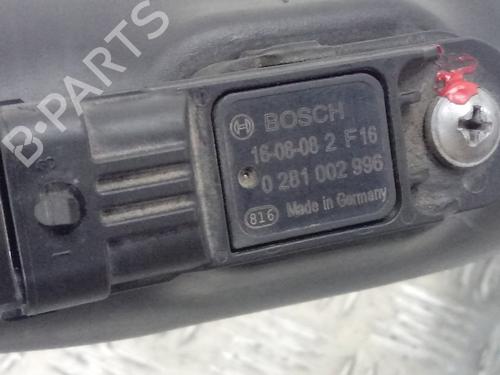 B-PARTS
BOSCH
16-08-08 2 F16
0 281 002 996
816 Made in Germany